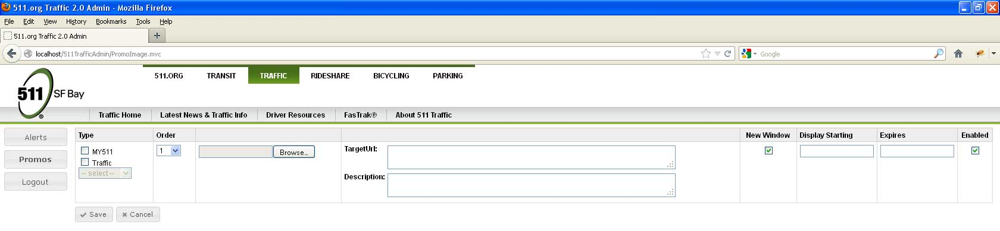 511.org Traffic 2.0 Admin - Mozilla Firefox
File Edit View History Bookmarks Tools Help
511.org Traffic 2.0 Admin
localhost/511TrafficAdmin/PromoImage.mvc
Google
511.ORG TRANSIT TRAFFIC RIDESHARE BICYCLING PARKING
511 SF Bay
®
Traffic Home Latest News & Traffic Info Driver Resources FasTrak® About 511 Traffic
Alerts
Promos
Logout
Type Order New Window Display Starting Expires Enabled
MY511
Traffic
-- select --
1
Browse...
TargetUrl:
Description:
Save Cancel